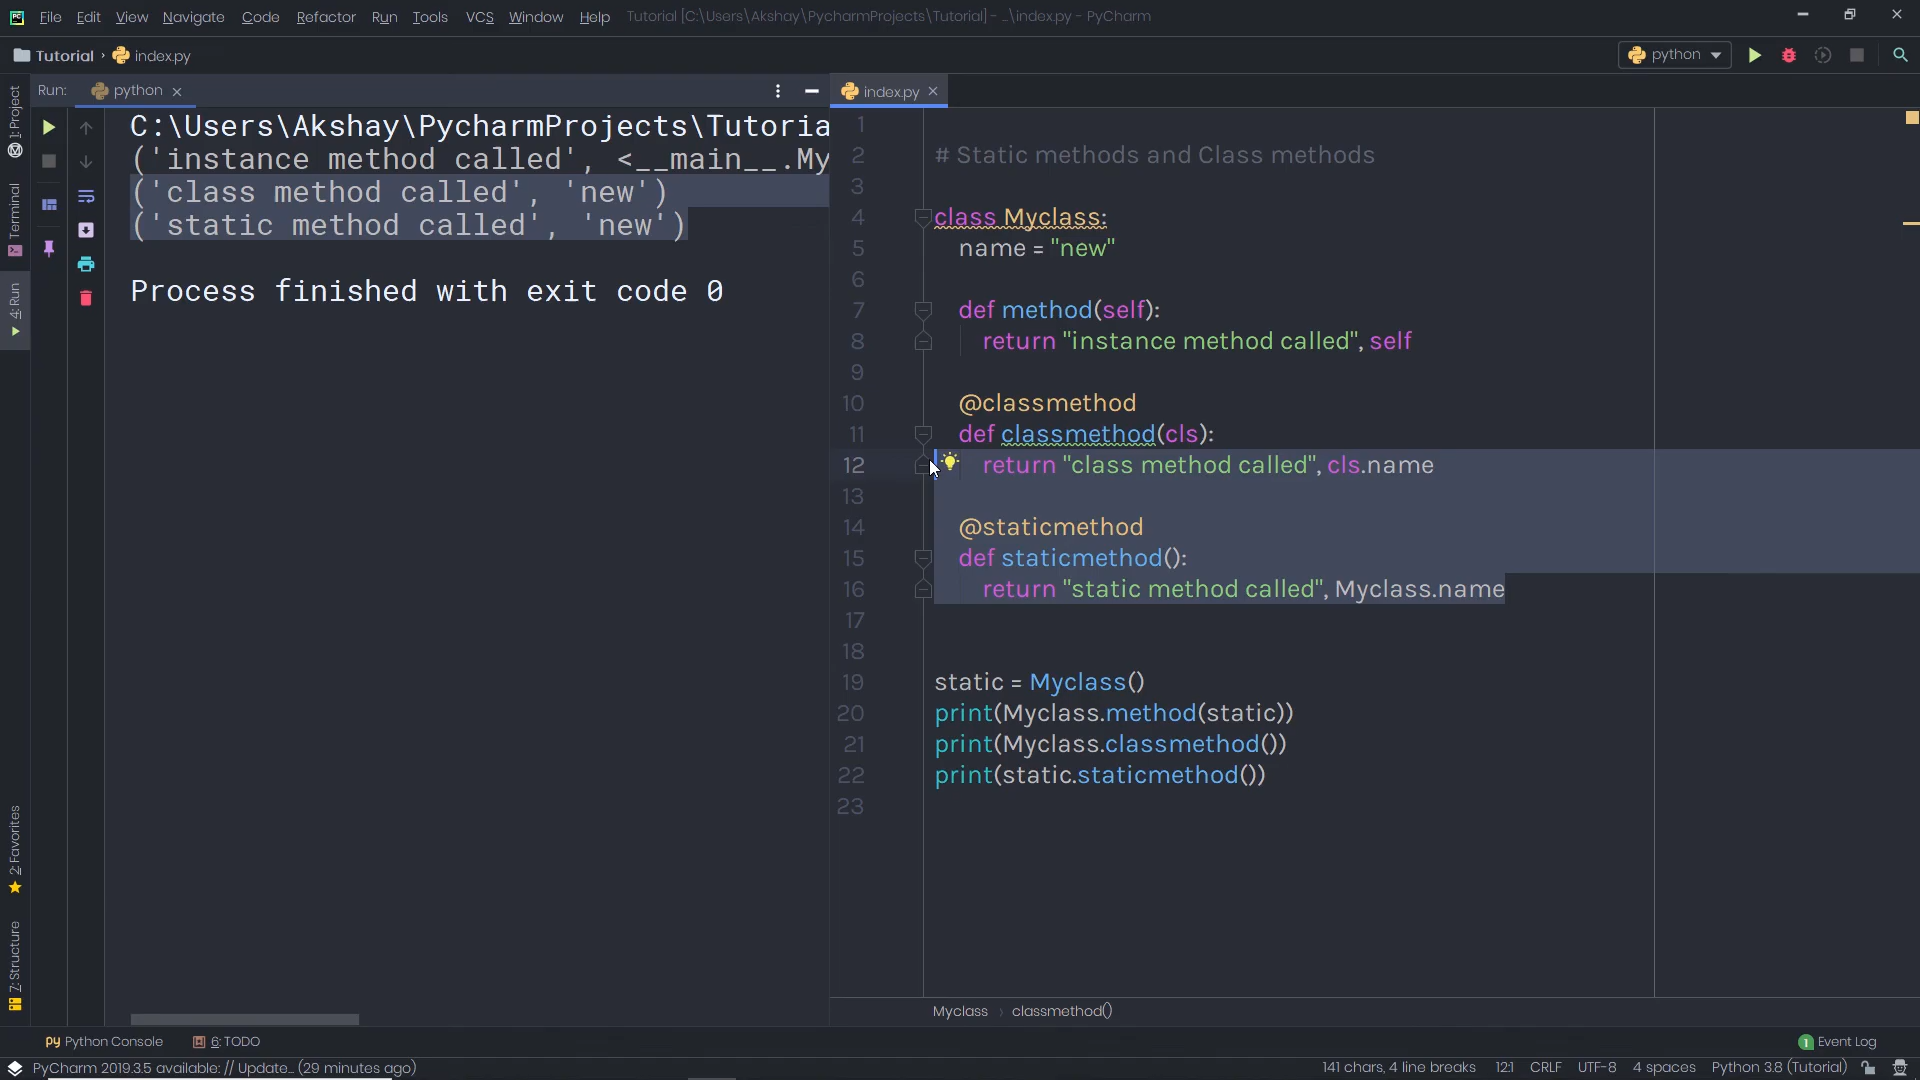 PC File Edit View Navigate Code Refactor Run Tools VCS Window Help Tutorial [C:\Users\Akshay\PycharmProjects\Tutorial] - ...\index.py - PyCharm
Tutorial › index.py
python
Run: python
index.py
1: Project
Terminal
4: Run
2: Favorites
7: Structure
C:\Users\Akshay\PycharmProjects\Tutoria
('instance method called', <__main__.My
('class method called', 'new')
('static method called', 'new')
Process finished with exit code 0
1
2 # Static methods and Class methods
3
4 class Myclass:
5 name = "new"
6
7 def method(self):
8 return "instance method called", self
9
10 @classmethod
11 def classmethod(cls):
12 return "class method called", cls.name
13
14 @staticmethod
15 def staticmethod():
16 return "static method called", Myclass.name
17
18
19 static = Myclass()
20 print(Myclass.method(static))
21 print(Myclass.classmethod())
22 print(static.staticmethod())
23
Myclass › classmethod()
Python Console 6: TODO 1 Event Log
PyCharm 2019.3.5 available: // Update... (29 minutes ago) 141 chars, 4 line breaks 12:1 CRLF UTF-8 4 spaces Python 3.8 (Tutorial)